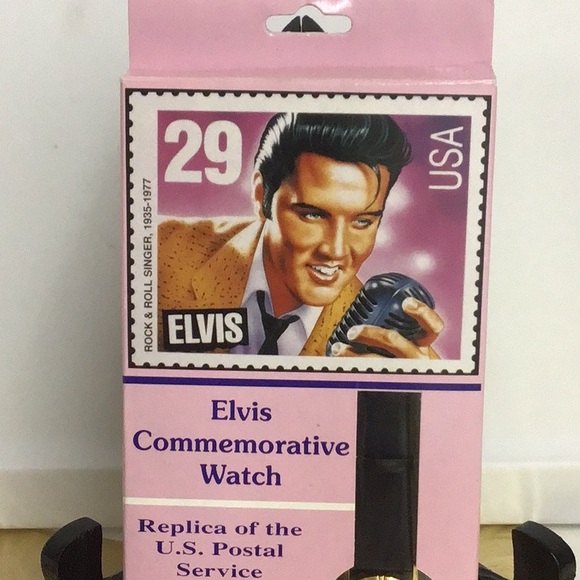 29
USA
ROCK & ROLL SINGER, 1935-1977
ELVIS
Elvis
Commemorative
Watch
Replica of the
U.S. Postal
Service